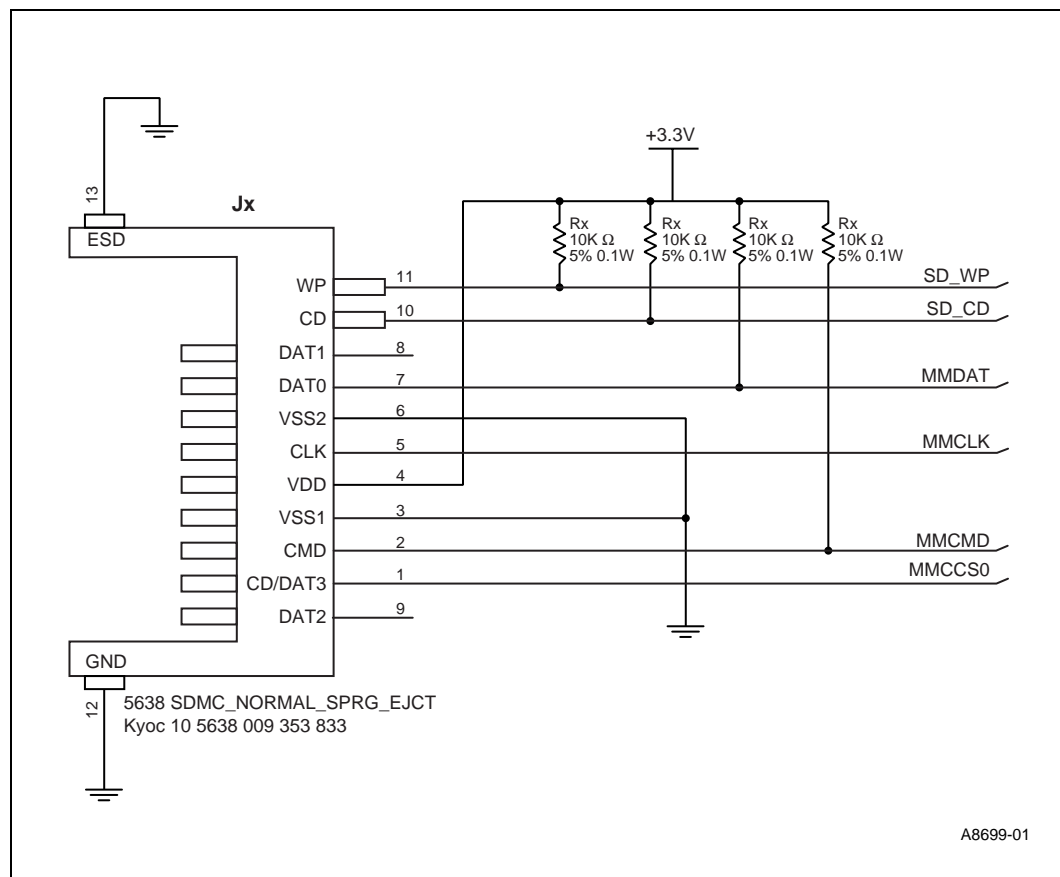 +3.3V
13
Jx
ESD
Rx
10K Ω
5% 0.1W
Rx
10K Ω
5% 0.1W
Rx
10K Ω
5% 0.1W
Rx
10K Ω
5% 0.1W
WP 11 SD_WP
CD 10 SD_CD
DAT1 8
DAT0 7 MMDAT
VSS2 6
CLK 5 MMCLK
VDD 4
VSS1 3
CMD 2 MMCMD
CD/DAT3 1 MMCCS0
DAT2 9
GND
12
5638 SDMC_NORMAL_SPRG_EJCT
Kyoc 10 5638 009 353 833
A8699-01